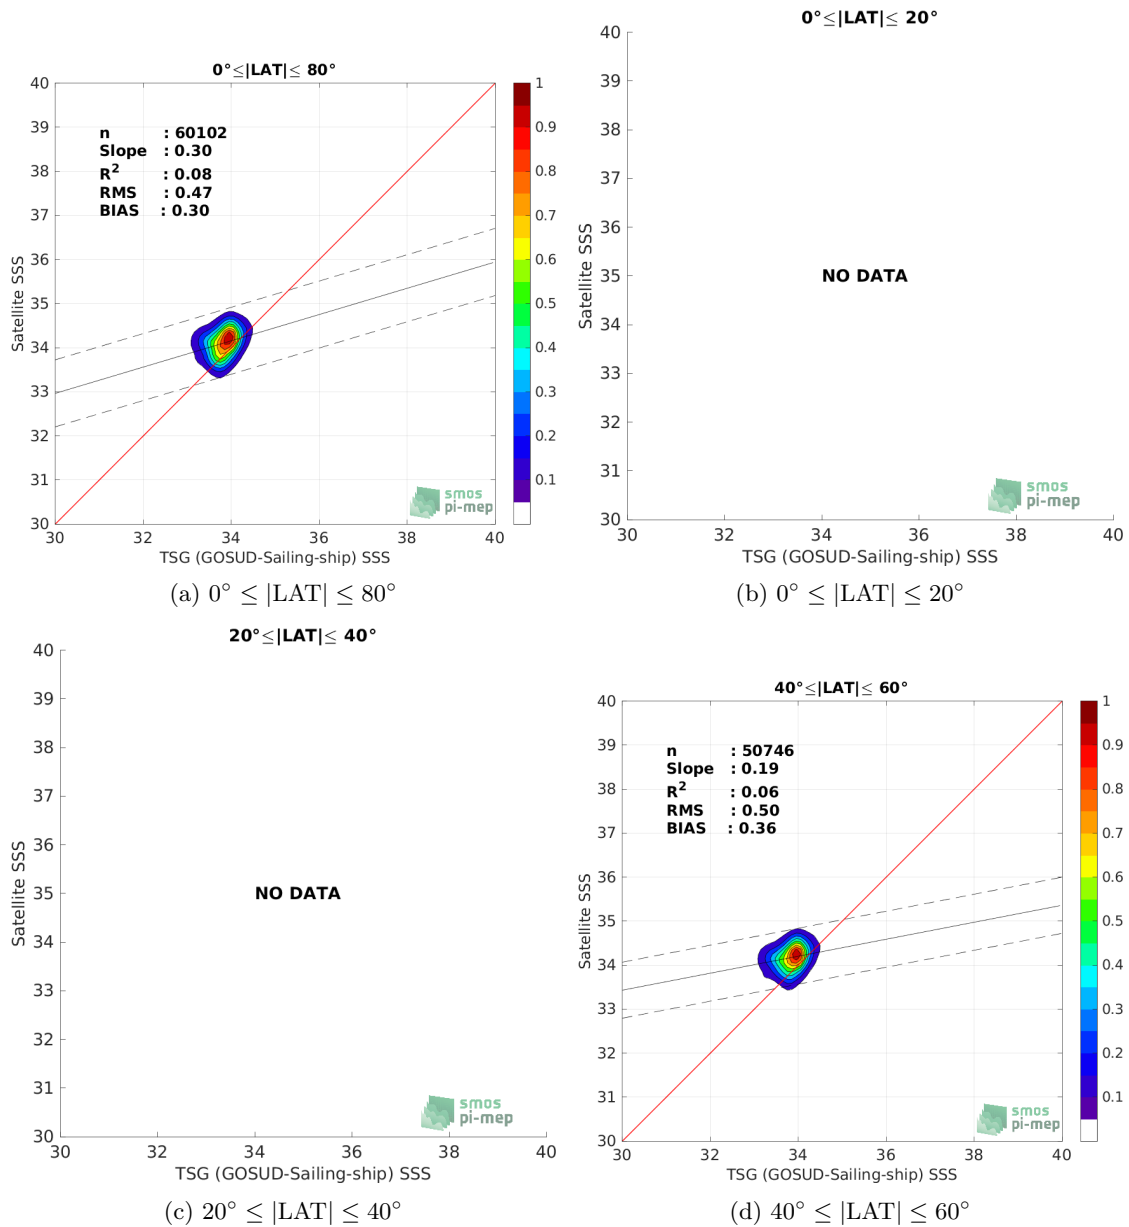 0°≤|LAT|≤ 80°
n : 60102
Slope : 0.30
R² : 0.08
RMS : 0.47
BIAS : 0.30
Satellite SSS
40
39
38
37
36
35
34
33
32
31
30
30 32 34 36 38 40
TSG (GOSUD-Sailing-ship) SSS
1
0.9
0.8
0.7
0.6
0.5
0.4
0.3
0.2
0.1
smos
pi-mep
(a) 0° ≤ |LAT| ≤ 80°
0°≤|LAT|≤ 20°
Satellite SSS
40
39
38
37
36
35
34
33
32
31
30
NO DATA
smos
pi-mep
30 32 34 36 38 40
TSG (GOSUD-Sailing-ship) SSS
(b) 0° ≤ |LAT| ≤ 20°
20°≤|LAT|≤ 40°
Satellite SSS
40
39
38
37
36
35
34
33
32
31
30
NO DATA
smos
pi-mep
30 32 34 36 38 40
TSG (GOSUD-Sailing-ship) SSS
(c) 20° ≤ |LAT| ≤ 40°
40°≤|LAT|≤ 60°
n : 50746
Slope : 0.19
R² : 0.06
RMS : 0.50
BIAS : 0.36
Satellite SSS
40
39
38
37
36
35
34
33
32
31
30
30 32 34 36 38 40
TSG (GOSUD-Sailing-ship) SSS
1
0.9
0.8
0.7
0.6
0.5
0.4
0.3
0.2
0.1
smos
pi-mep
(d) 40° ≤ |LAT| ≤ 60°